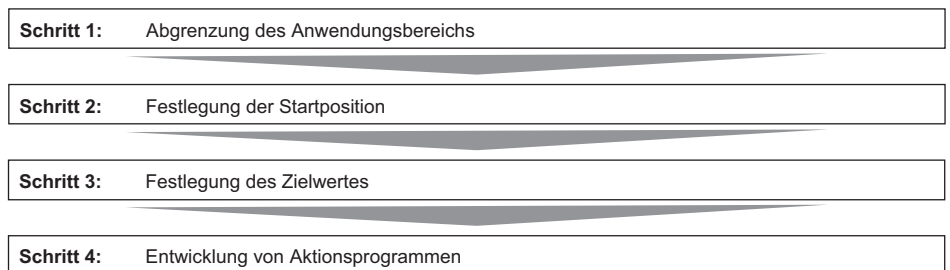 Schritt 1: Abgrenzung des Anwendungsbereichs
Schritt 2: Festlegung der Startposition
Schritt 3: Festlegung des Zielwertes
Schritt 4: Entwicklung von Aktionsprogrammen